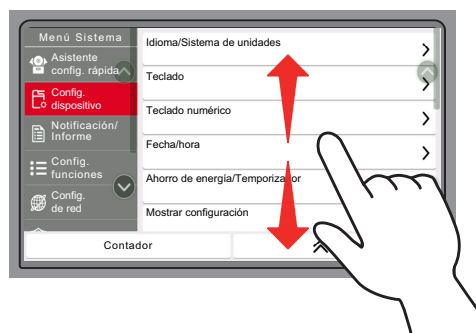 Menú Sistema
Asistente
config. rápida
Config.
dispositivo
Notificación/
Informe
Config.
funciones
Config.
de red
Idioma/Sistema de unidades
Teclado
Teclado numérico
Fecha/hora
Ahorro de energía/Temporizador
Mostrar configuración
Contador